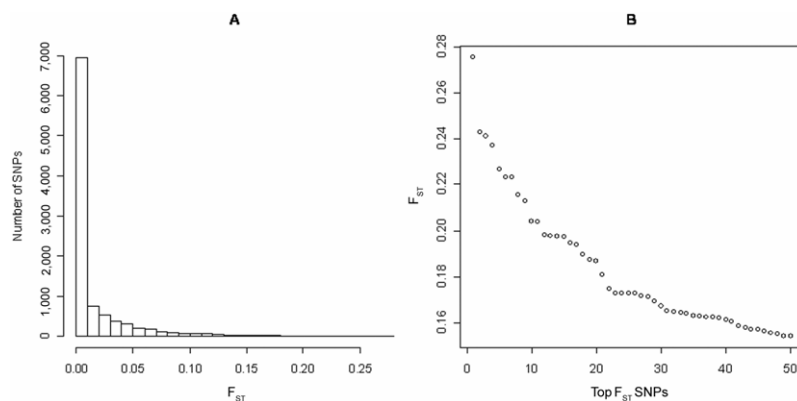 A
Number of SNPs
7,000
6,000
5,000
4,000
3,000
2,000
1,000
0
0.00 0.05 0.10 0.15 0.20 0.25
FST
B
FST
0.28
0.26
0.24
0.22
0.20
0.18
0.16
0 10 20 30 40 50
Top FST SNPs